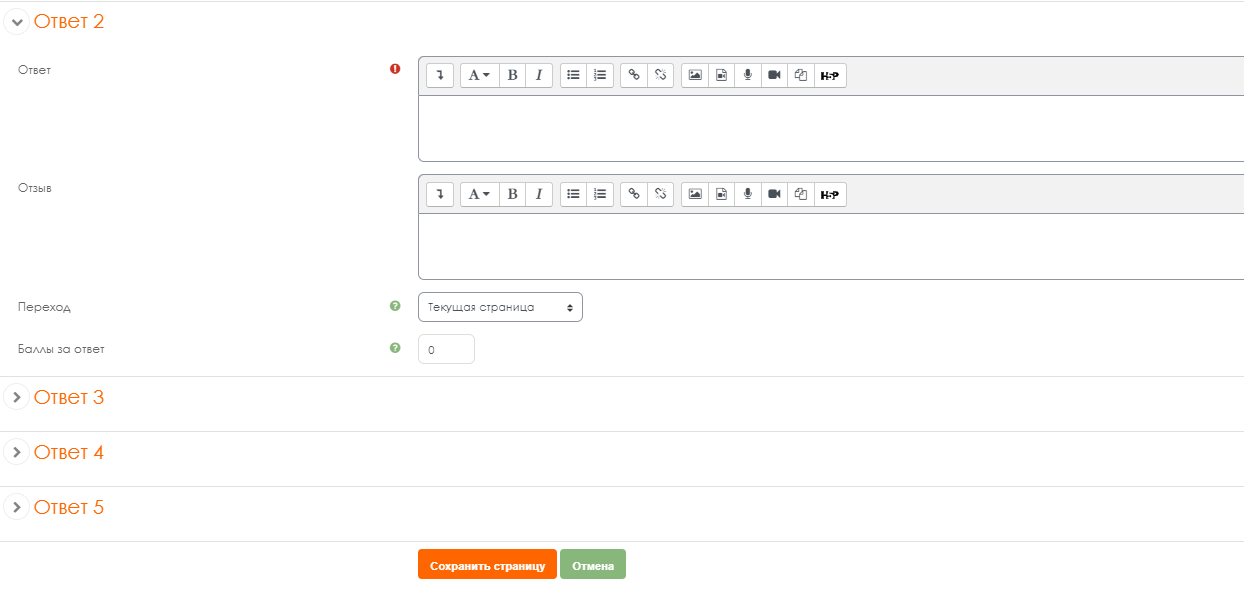 Ответ 2
Ответ
A B I H-P
Отзыв
A B I H-P
Переход Текущая страница
Баллы за ответ 0
Ответ 3
Ответ 4
Ответ 5
Сохранить страницу Отмена